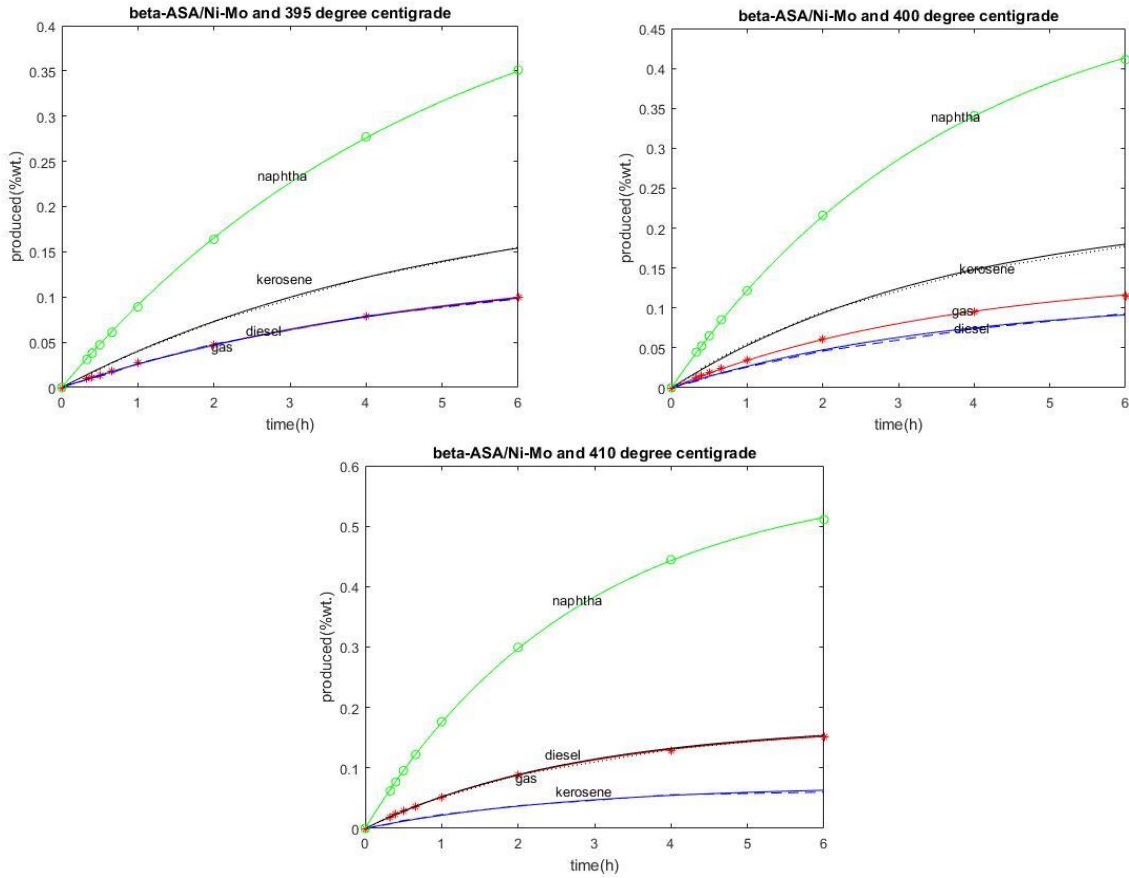 beta-ASA/Ni-Mo and 395 degree centigrade
0.4
0.35
0.3
0.25
0.2
0.15
0.1
0.05
0
produced(%wt.)
naphtha
kerosene
diesel
gas
0 1 2 3 4 5 6
time(h)
beta-ASA/Ni-Mo and 400 degree centigrade
0.45
0.4
0.35
0.3
0.25
0.2
0.15
0.1
0.05
0
produced(%wt.)
naphtha
kerosene
gas
diesel
0 1 2 3 4 5 6
time(h)
beta-ASA/Ni-Mo and 410 degree centigrade
0.6
0.5
0.4
0.3
0.2
0.1
0
produced(%wt.)
naphtha
diesel
gas
kerosene
0 1 2 3 4 5 6
time(h)